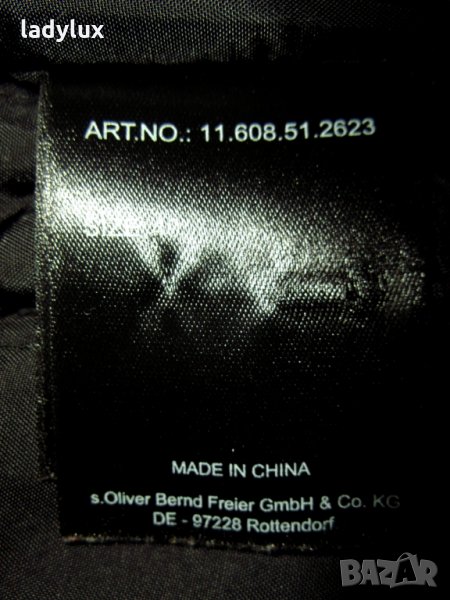 ladylux
ART.NO.: 11.608.51.2623
MADE IN CHINA
s.Oliver Bernd Freier GmbH & Co. KG
DE - 97228 Rottendorf
BAZAR